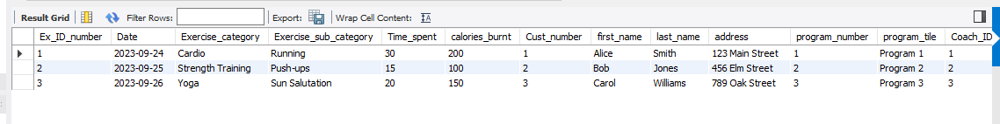 Result Grid Filter Rows: Export: Wrap Cell Content:
Ex_ID_number Date Exercise_category Exercise_sub_category Time_spent calories_burnt Cust_number first_name last_name address program_number program_tile Coach_ID
1 2023-09-24 Cardio Running 30 200 1 Alice Smith 123 Main Street 1 Program 1 1
2 2023-09-25 Strength Training Push-ups 15 100 2 Bob Jones 456 Elm Street 2 Program 2 2
3 2023-09-26 Yoga Sun Salutation 20 150 3 Carol Williams 789 Oak Street 3 Program 3 3